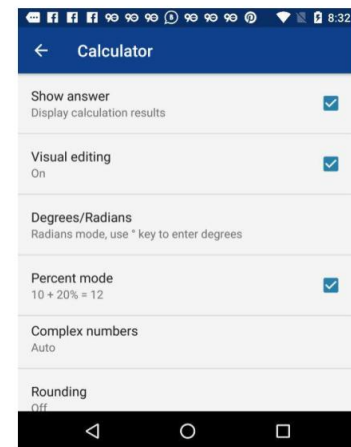 8:32
Calculator
Show answer
Display calculation results
Visual editing
On
Degrees/Radians
Radians mode, use ° key to enter degrees
Percent mode
10 + 20% = 12
Complex numbers
Auto
Rounding
Off